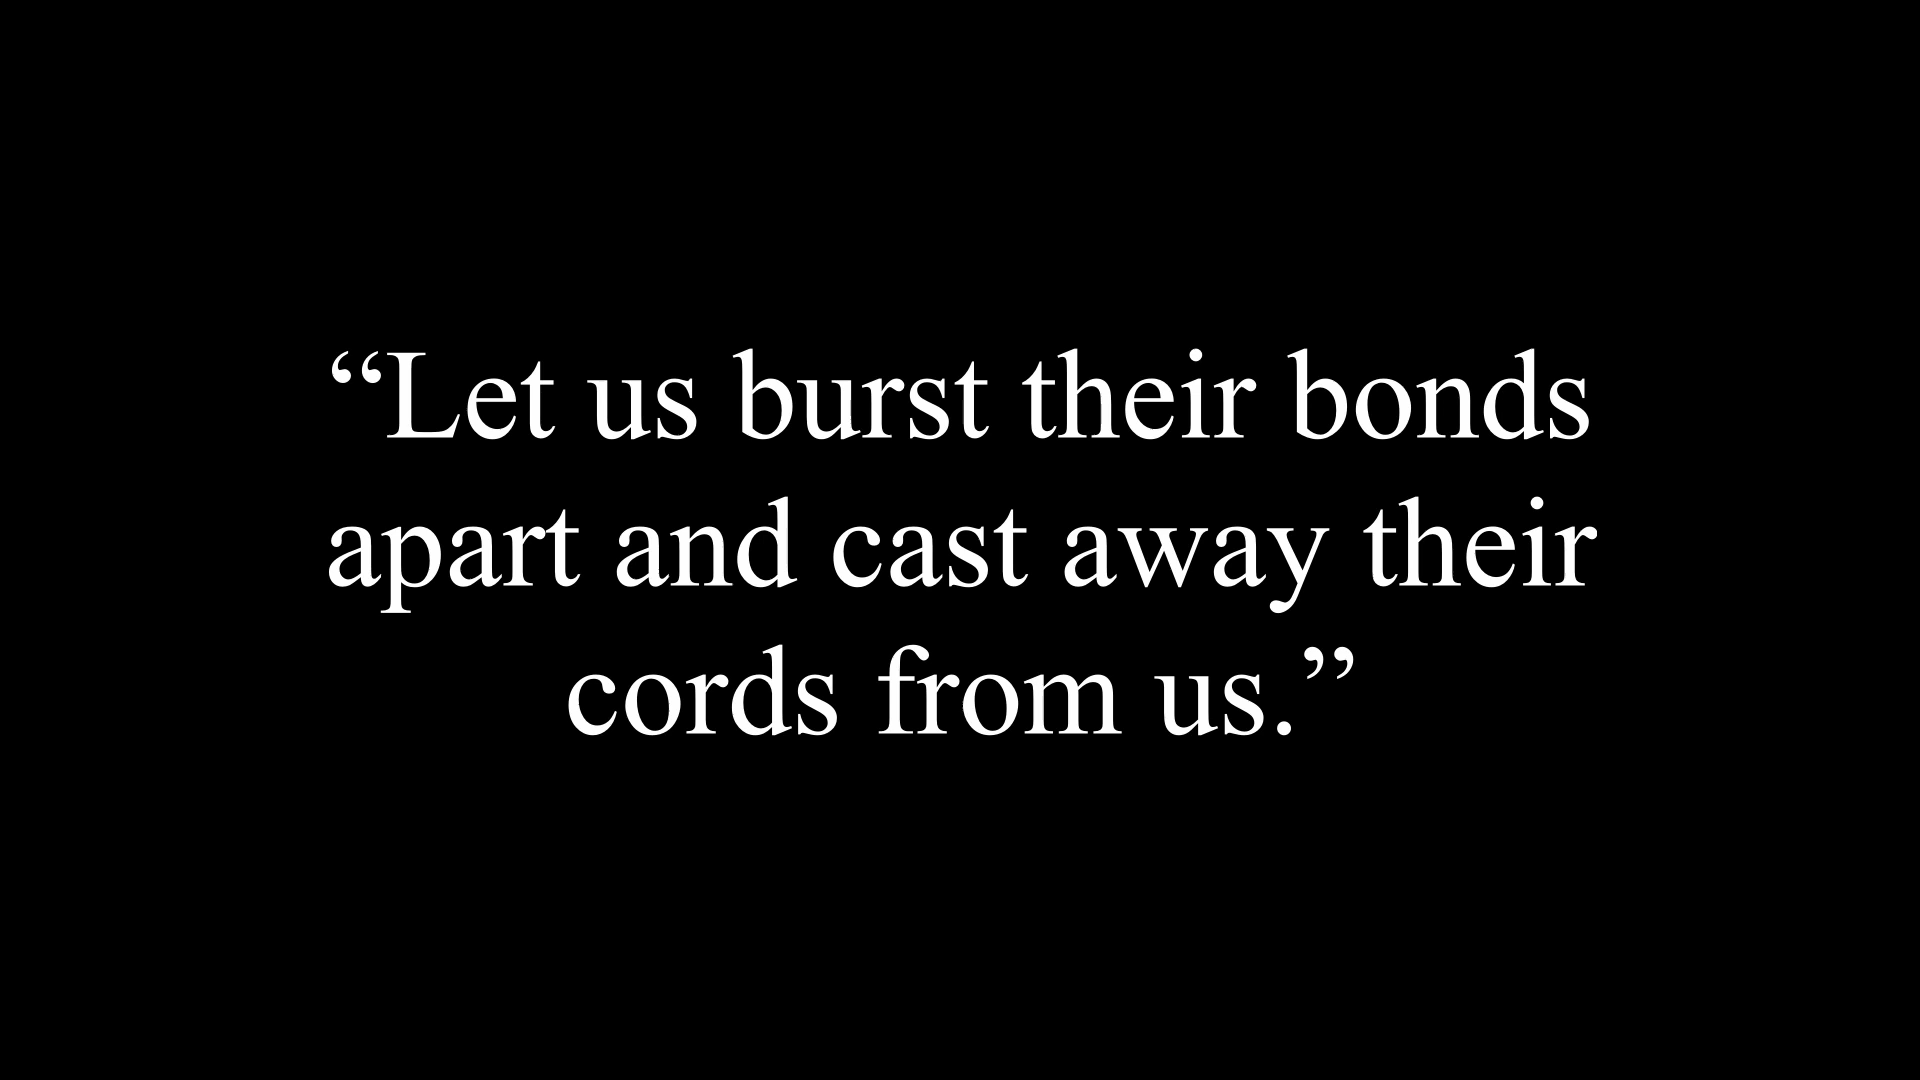 “Let us burst their bonds
apart and cast away their
cords from us.”